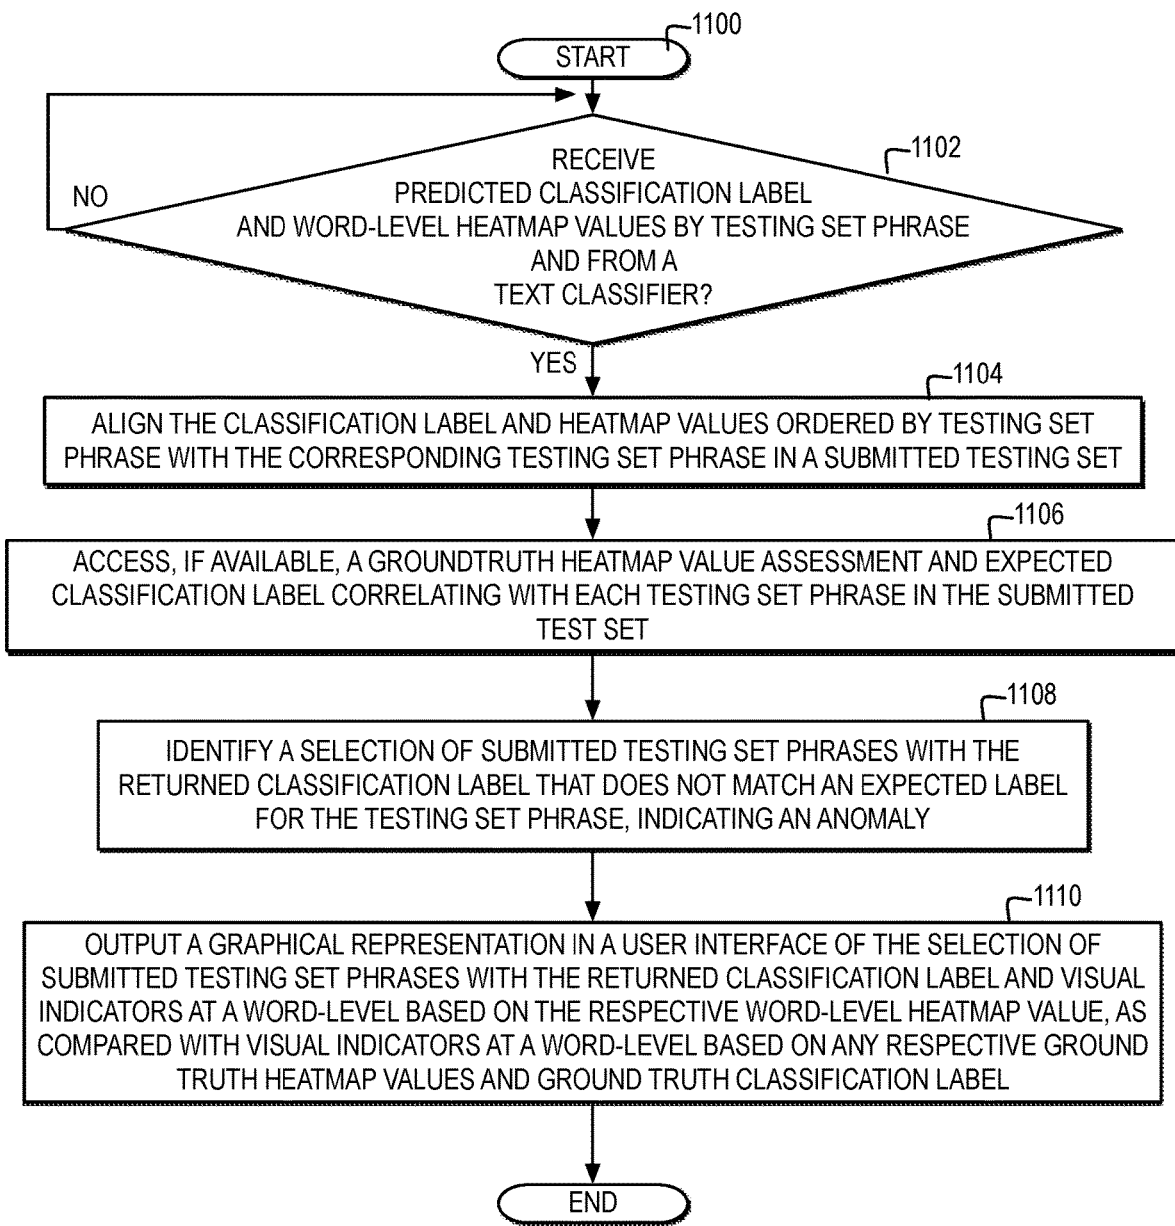 1100
START
1102
RECEIVE
PREDICTED CLASSIFICATION LABEL
NO
AND WORD-LEVEL HEATMAP VALUES BY TESTING SET PHRASE
AND FROM A
TEXT CLASSIFIER?
YES
1104
ALIGN THE CLASSIFICATION LABEL AND HEATMAP VALUES ORDERED BY TESTING SET
PHRASE WITH THE CORRESPONDING TESTING SET PHRASE IN A SUBMITTED TESTING SET
1106
ACCESS, IF AVAILABLE, A GROUNDTRUTH HEATMAP VALUE ASSESSMENT AND EXPECTED
CLASSIFICATION LABEL CORRELATING WITH EACH TESTING SET PHRASE IN THE SUBMITTED
TEST SET
1108
IDENTIFY A SELECTION OF SUBMITTED TESTING SET PHRASES WITH THE
RETURNED CLASSIFICATION LABEL THAT DOES NOT MATCH AN EXPECTED LABEL
FOR THE TESTING SET PHRASE, INDICATING AN ANOMALY
1110
OUTPUT A GRAPHICAL REPRESENTATION IN A USER INTERFACE OF THE SELECTION OF
SUBMITTED TESTING SET PHRASES WITH THE RETURNED CLASSIFICATION LABEL AND VISUAL
INDICATORS AT A WORD-LEVEL BASED ON THE RESPECTIVE WORD-LEVEL HEATMAP VALUE, AS
COMPARED WITH VISUAL INDICATORS AT A WORD-LEVEL BASED ON ANY RESPECTIVE GROUND
TRUTH HEATMAP VALUES AND GROUND TRUTH CLASSIFICATION LABEL
END